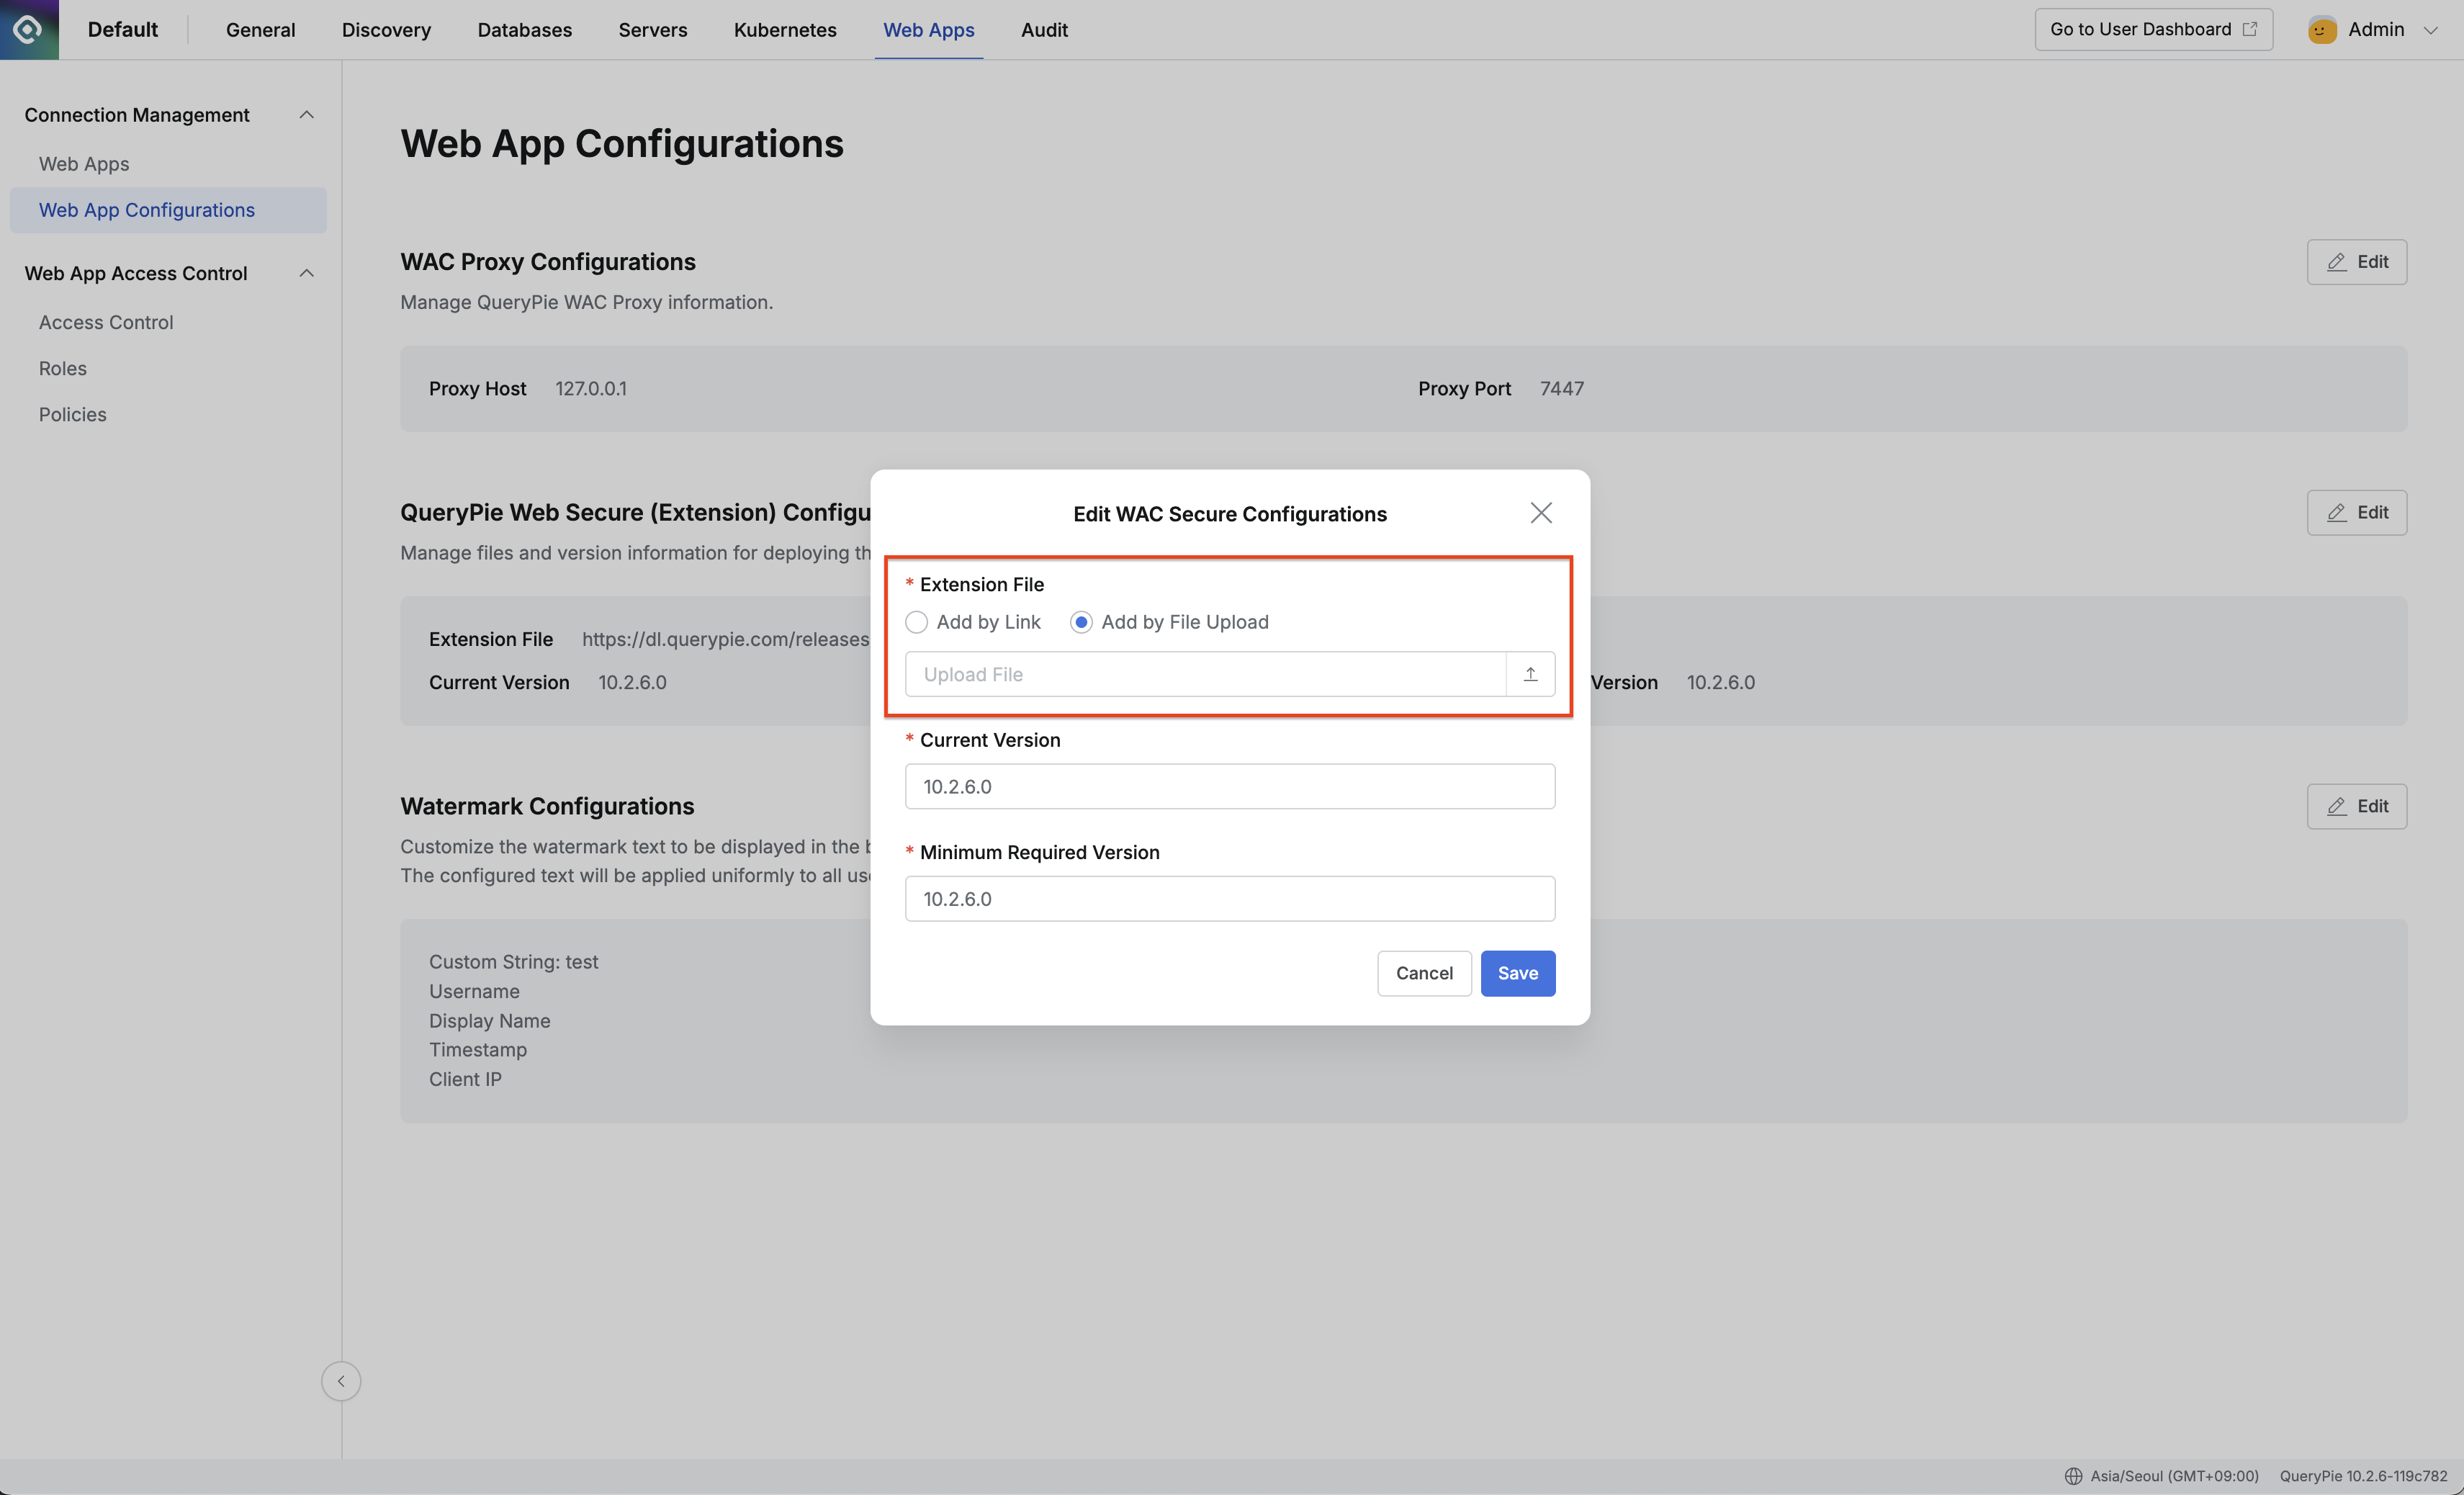 Default
General
Discovery
Databases
Servers
Kubernetes
Web Apps
Audit
Go to User Dashboard
Admin
Connection Management
Web Apps
Web App Configurations
Web App Access Control
Access Control
Roles
Policies
Web App Configurations
WAC Proxy Configurations
Edit
Manage QueryPie WAC Proxy information.
Proxy Host 127.0.0.1
Proxy Port 7447
QueryPie Web Secure (Extension) Configu
Edit
Manage files and version information for deploying th
Extension File https://dl.querypie.com/releases
Current Version 10.2.6.0
Version 10.2.6.0
Watermark Configurations
Edit
Customize the watermark text to be displayed in the b
The configured text will be applied uniformly to all us
Custom String: test
Username
Display Name
Timestamp
Client IP
Edit WAC Secure Configurations
* Extension File
Add by Link
Add by File Upload
Upload File
* Current Version
10.2.6.0
* Minimum Required Version
10.2.6.0
Cancel
Save
Asia/Seoul (GMT+09:00)
QueryPie 10.2.6-119c782